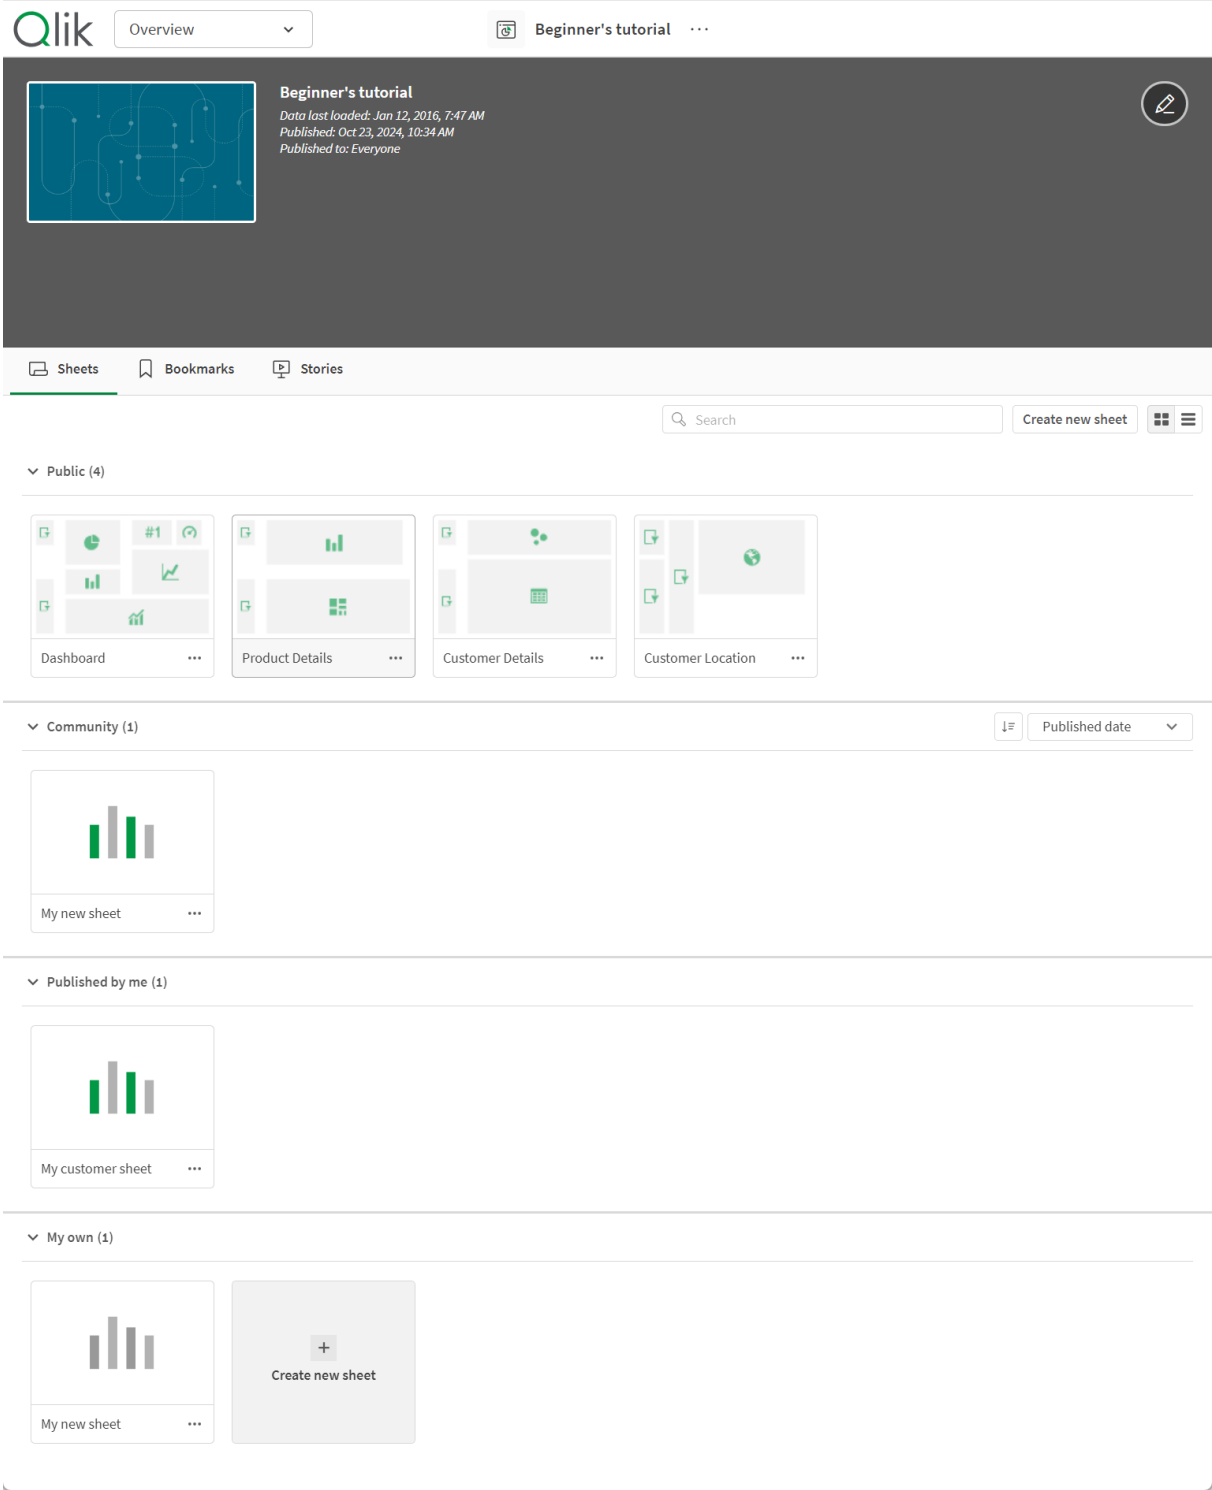 Qlik
Overview
Beginner's tutorial
Beginner's tutorial
Data last loaded: Jan 12, 2016, 7:47 AM
Published: Oct 23, 2024, 10:34 AM
Published to: Everyone
Sheets
Bookmarks
Stories
Search
Create new sheet
Public (4)
#1
Dashboard
Product Details
Customer Details
Customer Location
Community (1)
Published date
My new sheet
Published by me (1)
My customer sheet
My own (1)
Create new sheet
My new sheet